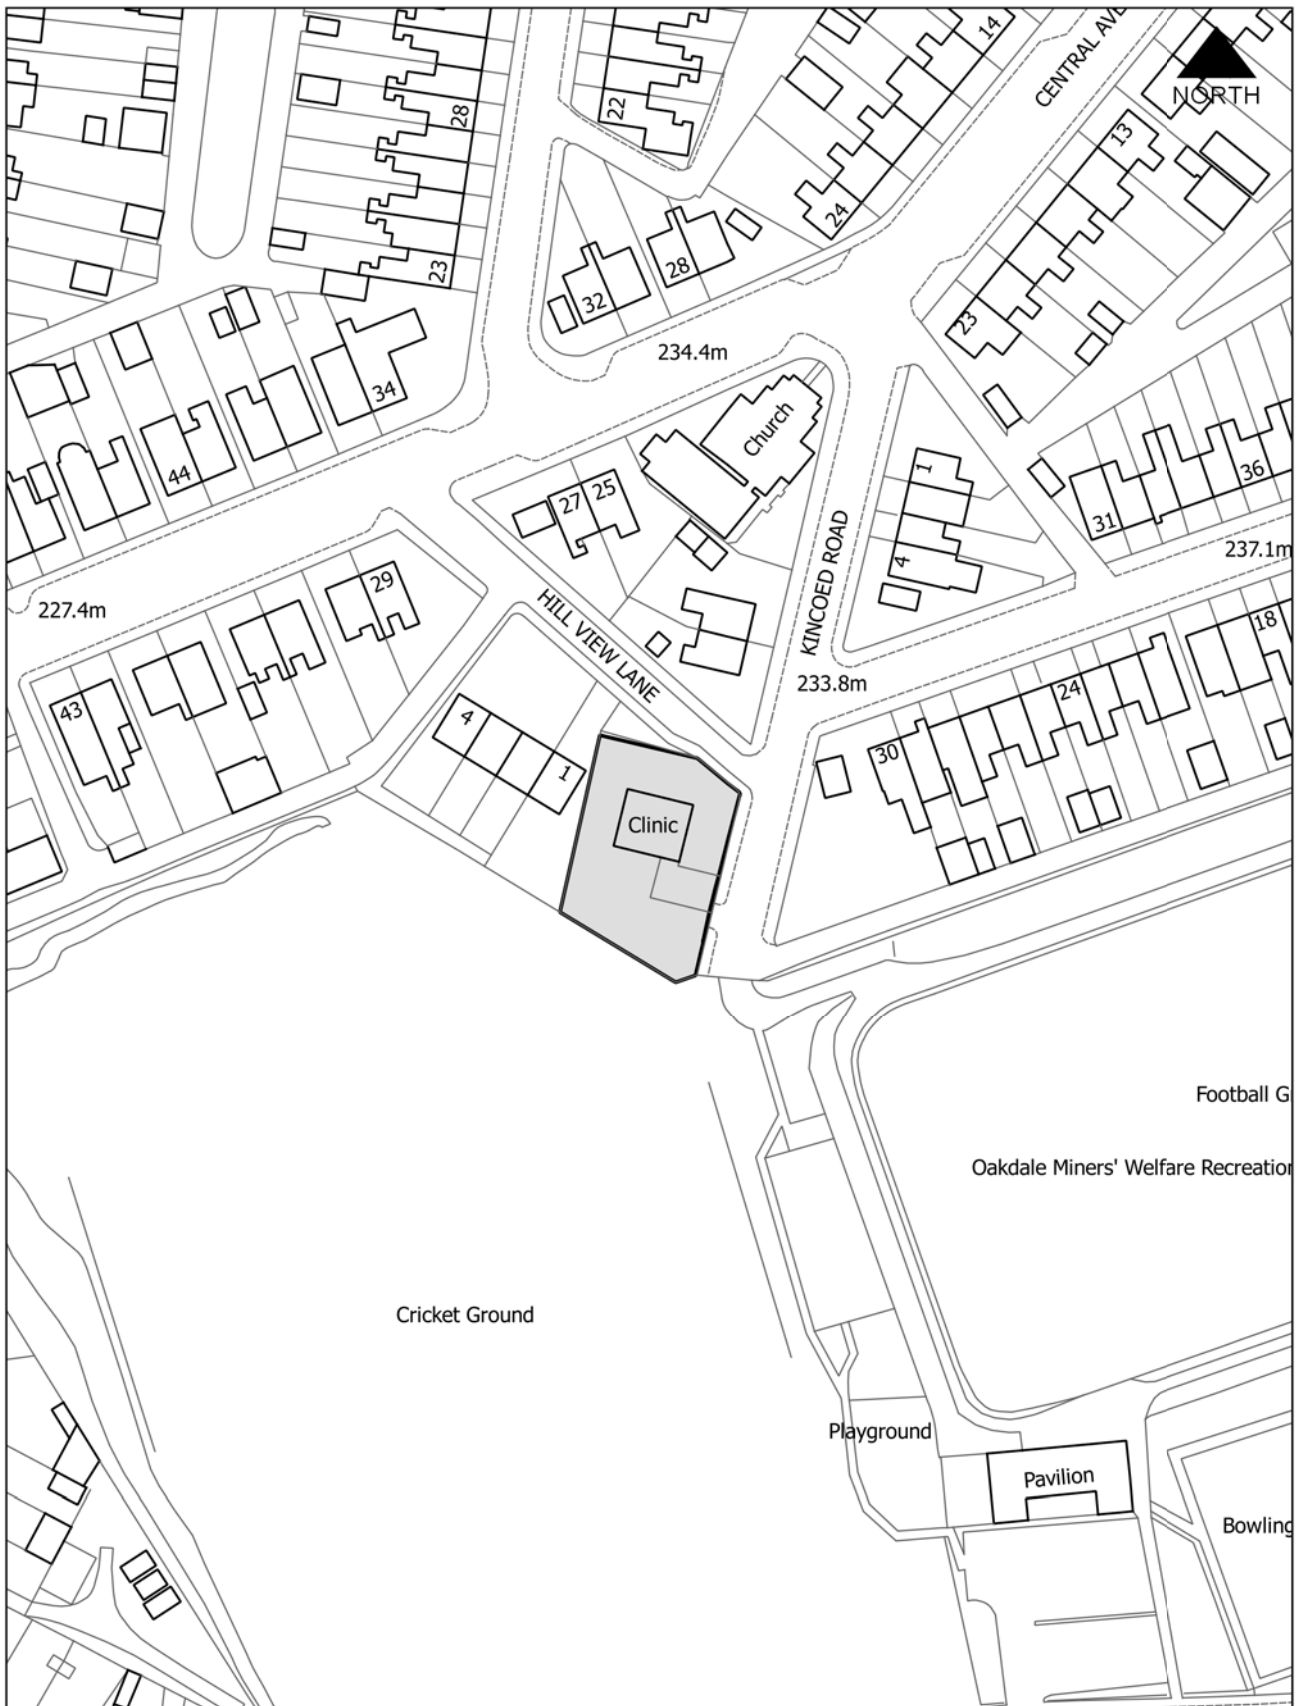 14
CENTRAL AVE
NORTH
28
22
13
24
23
28
32
23
234.4m
34
Church
44
27
25
1
36
31
KINCOED ROAD
237.1m
4
29
HILL VIEW LANE
227.4m
18
233.8m
24
43
4
30
1
Clinic
Football G
Oakdale Miners' Welfare Recreation
Cricket Ground
Playground
Pavilion
Bowling